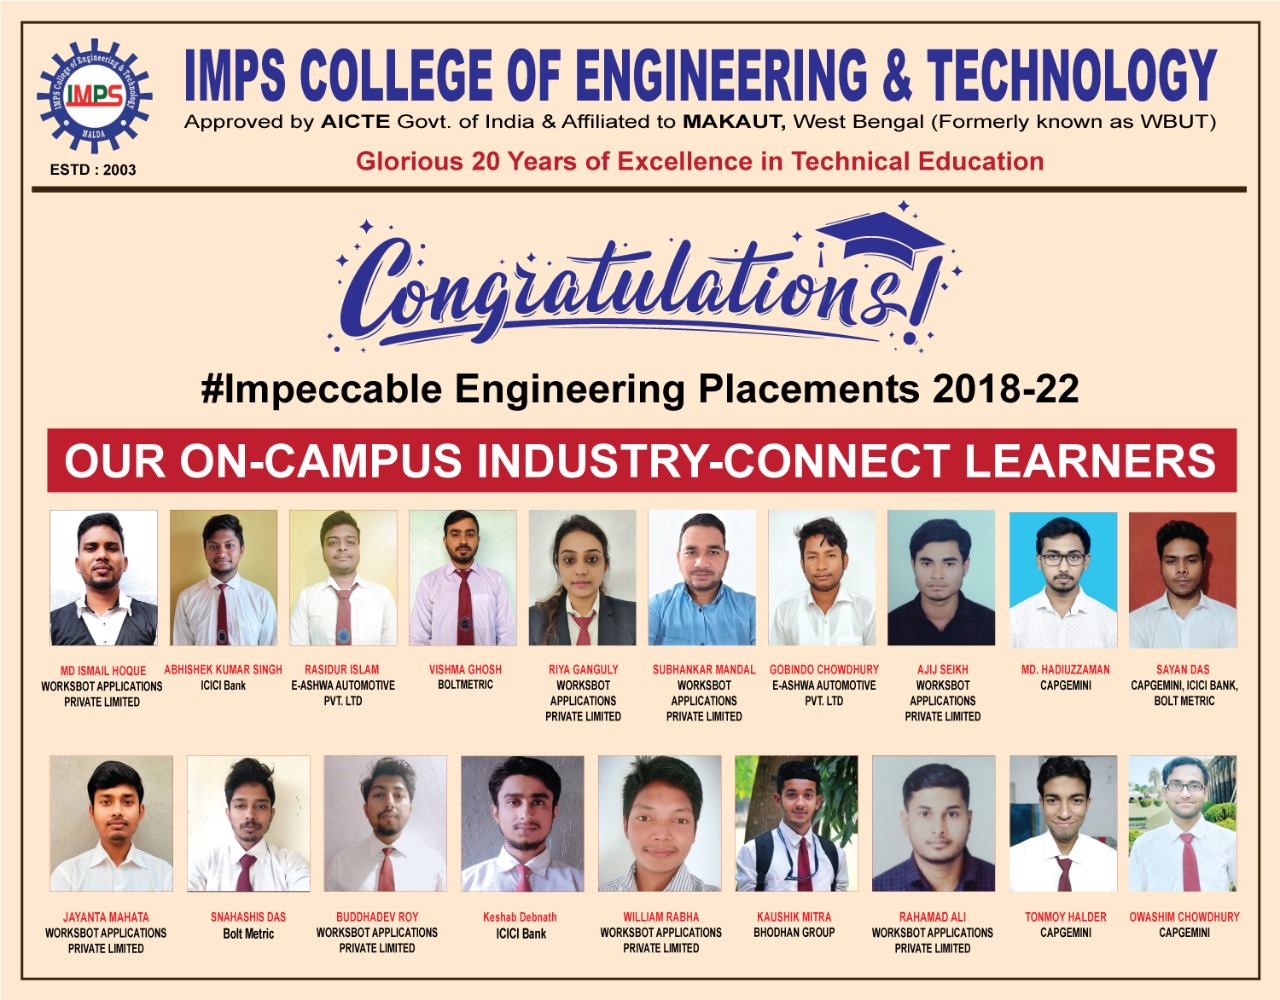 IMPS College of Engineering & Technology
IMPS
MALDA
ESTD : 2003
IMPS COLLEGE OF ENGINEERING & TECHNOLOGY
Approved by AICTE Govt. of India & Affiliated to MAKAUT, West Bengal (Formerly known as WBUT)
Glorious 20 Years of Excellence in Technical Education
Congratulations!
#Impeccable Engineering Placements 2018-22
OUR ON-CAMPUS INDUSTRY-CONNECT LEARNERS
MD ISMAIL HOQUE
WORKSBOT APPLICATIONS
PRIVATE LIMITED
ABHISHEK KUMAR SINGH
ICICI Bank
RASIDUR ISLAM
E-ASHWA AUTOMOTIVE
PVT. LTD
VISHMA GHOSH
BOLTMETRIC
RIYA GANGULY
WORKSBOT
APPLICATIONS
PRIVATE LIMITED
SUBHANKAR MANDAL
WORKSBOT
APPLICATIONS
PRIVATE LIMITED
GOBINDO CHOWDHURY
E-ASHWA AUTOMOTIVE
PVT. LTD
AJIJ SEIKH
WORKSBOT
APPLICATIONS
PRIVATE LIMITED
MD. HADIUZZAMAN
CAPGEMINI
SAYAN DAS
CAPGEMINI, ICICI BANK,
BOLT METRIC
JAYANTA MAHATA
WORKSBOT APPLICATIONS
PRIVATE LIMITED
SNAHASHIS DAS
Bolt Metric
BUDDHADEV ROY
WORKSBOT APPLICATIONS
PRIVATE LIMITED
Keshab Debnath
ICICI Bank
WILLIAM RABHA
WORKSBOT APPLICATIONS
PRIVATE LIMITED
KAUSHIK MITRA
BHODHAN GROUP
RAHAMAD ALI
WORKSBOT APPLICATIONS
PRIVATE LIMITED
TONMOY HALDER
CAPGEMINI
OWASHIM CHOWDHURY
CAPGEMINI